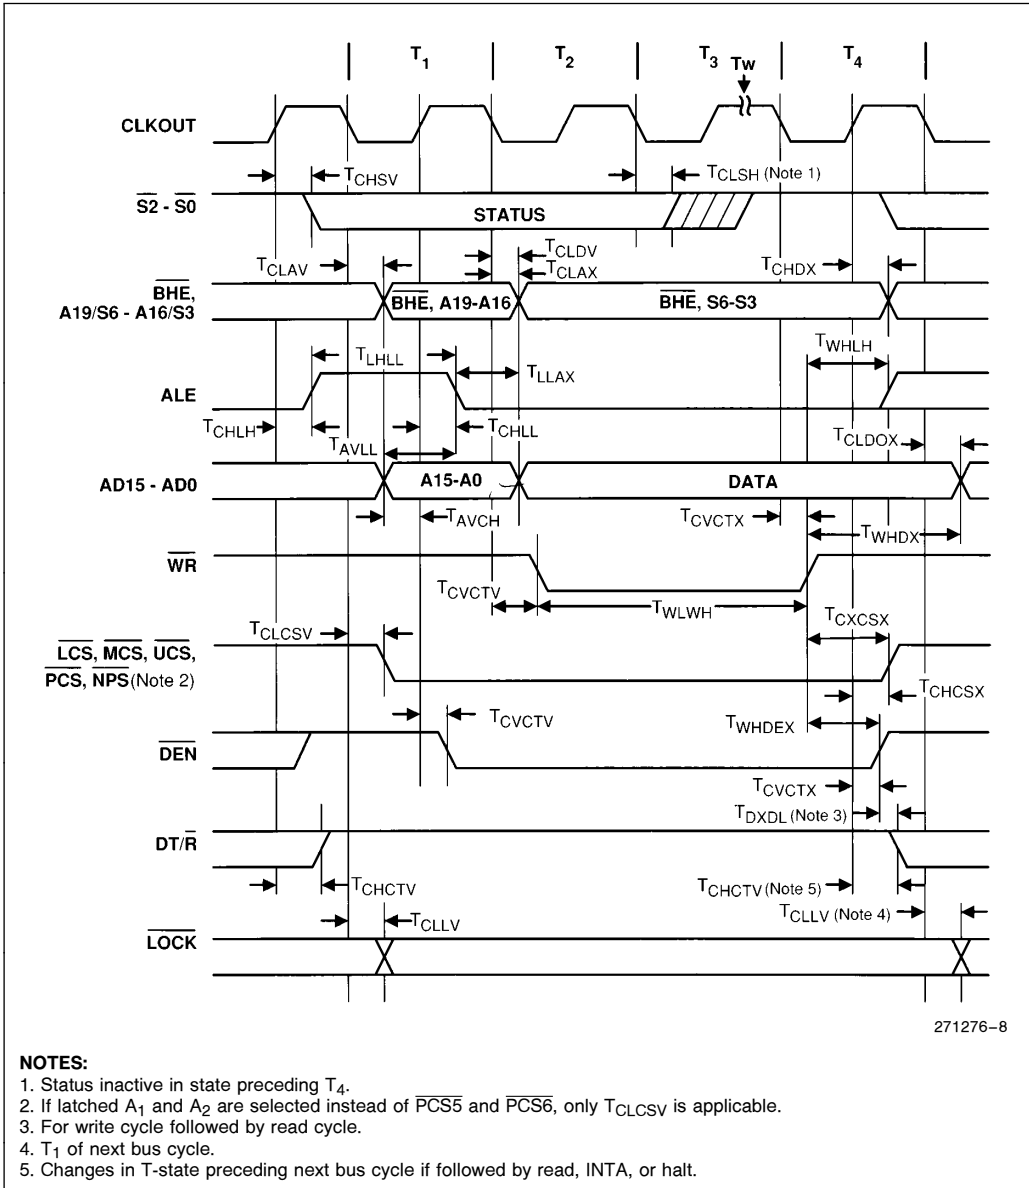 T1 T2 T3 Tw T4
CLKOUT
TCHSV
TCLSH (Note 1)
S2 - S0
STATUS
TCLDV
TCLAV
TCLAX
TCHDX
BHE,
A19/S6 - A16/S3
BHE, A19-A16
BHE, S6-S3
TWHLH
TLHLL
TLLAX
ALE
TCHLH
TCHLL
TCLDOX
TAVLL
AD15 - AD0
A15-A0
DATA
TAVCH
TCVCTX
TWHDX
WR
TCVCTV
TWLWH
TCXCSX
TCLCSV
LCS, MCS, UCS,
PCS, NPS (Note 2)
TCHCSX
TCVCTV
TWHDEX
DEN
TCVCTX
TDXDL (Note 3)
DT/R
TCHCTV
TCHCTV (Note 5)
TCLLV
TCLLV (Note 4)
LOCK
271276–8
NOTES:
1. Status inactive in state preceding T4.
2. If latched A1 and A2 are selected instead of PCS5 and PCS6, only TCLCSV is applicable.
3. For write cycle followed by read cycle.
4. T1 of next bus cycle.
5. Changes in T-state preceding next bus cycle if followed by read, INTA, or halt.